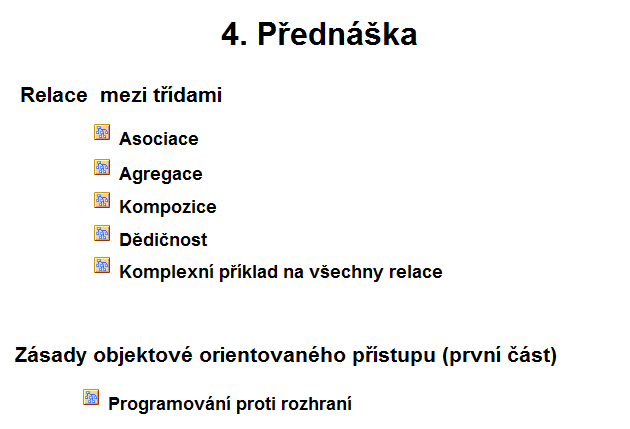 4. Přednáška
Relace mezi třídami
Asociace
Agregace
Kompozice
Dědičnost
Komplexní příklad na všechny relace
Zásady objektové orientovaného přístupu (první část)
Programování proti rozhraní